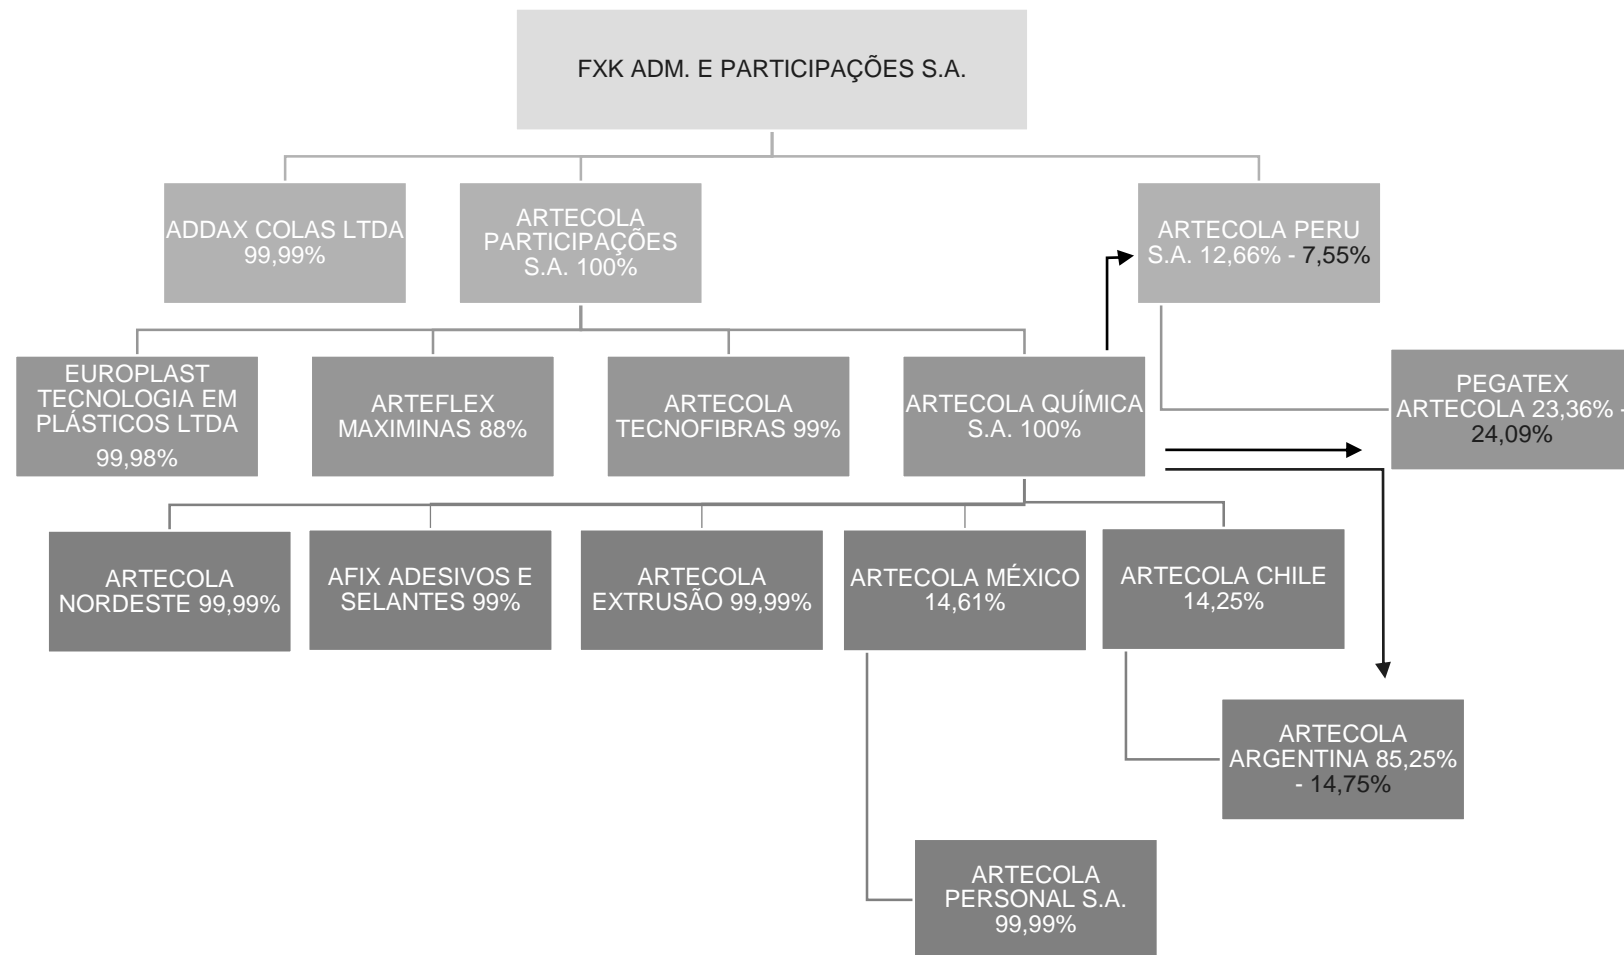 FXK ADM. E PARTICIPAÇÕES S.A.
ADDAX COLAS LTDA
99,99%
ARTECOLA
PARTICIPAÇÕES
S.A. 100%
ARTECOLA PERU
S.A. 12,66% - 7,55%
EUROPLAST
TECNOLOGIA EM
PLÁSTICOS LTDA
99,98%
ARTEFLEX
MAXIMINAS 88%
ARTECOLA
TECNOFIBRAS 99%
ARTECOLA QUÍMICA
S.A. 100%
PEGATEX
ARTECOLA 23,36% -
24,09%
ARTECOLA
NORDESTE 99,99%
AFIX ADESIVOS E
SELANTES 99%
ARTECOLA
EXTRUSÃO 99,99%
ARTECOLA MÉXICO
14,61%
ARTECOLA CHILE
14,25%
ARTECOLA
ARGENTINA 85,25%
- 14,75%
ARTECOLA
PERSONAL S.A.
99,99%